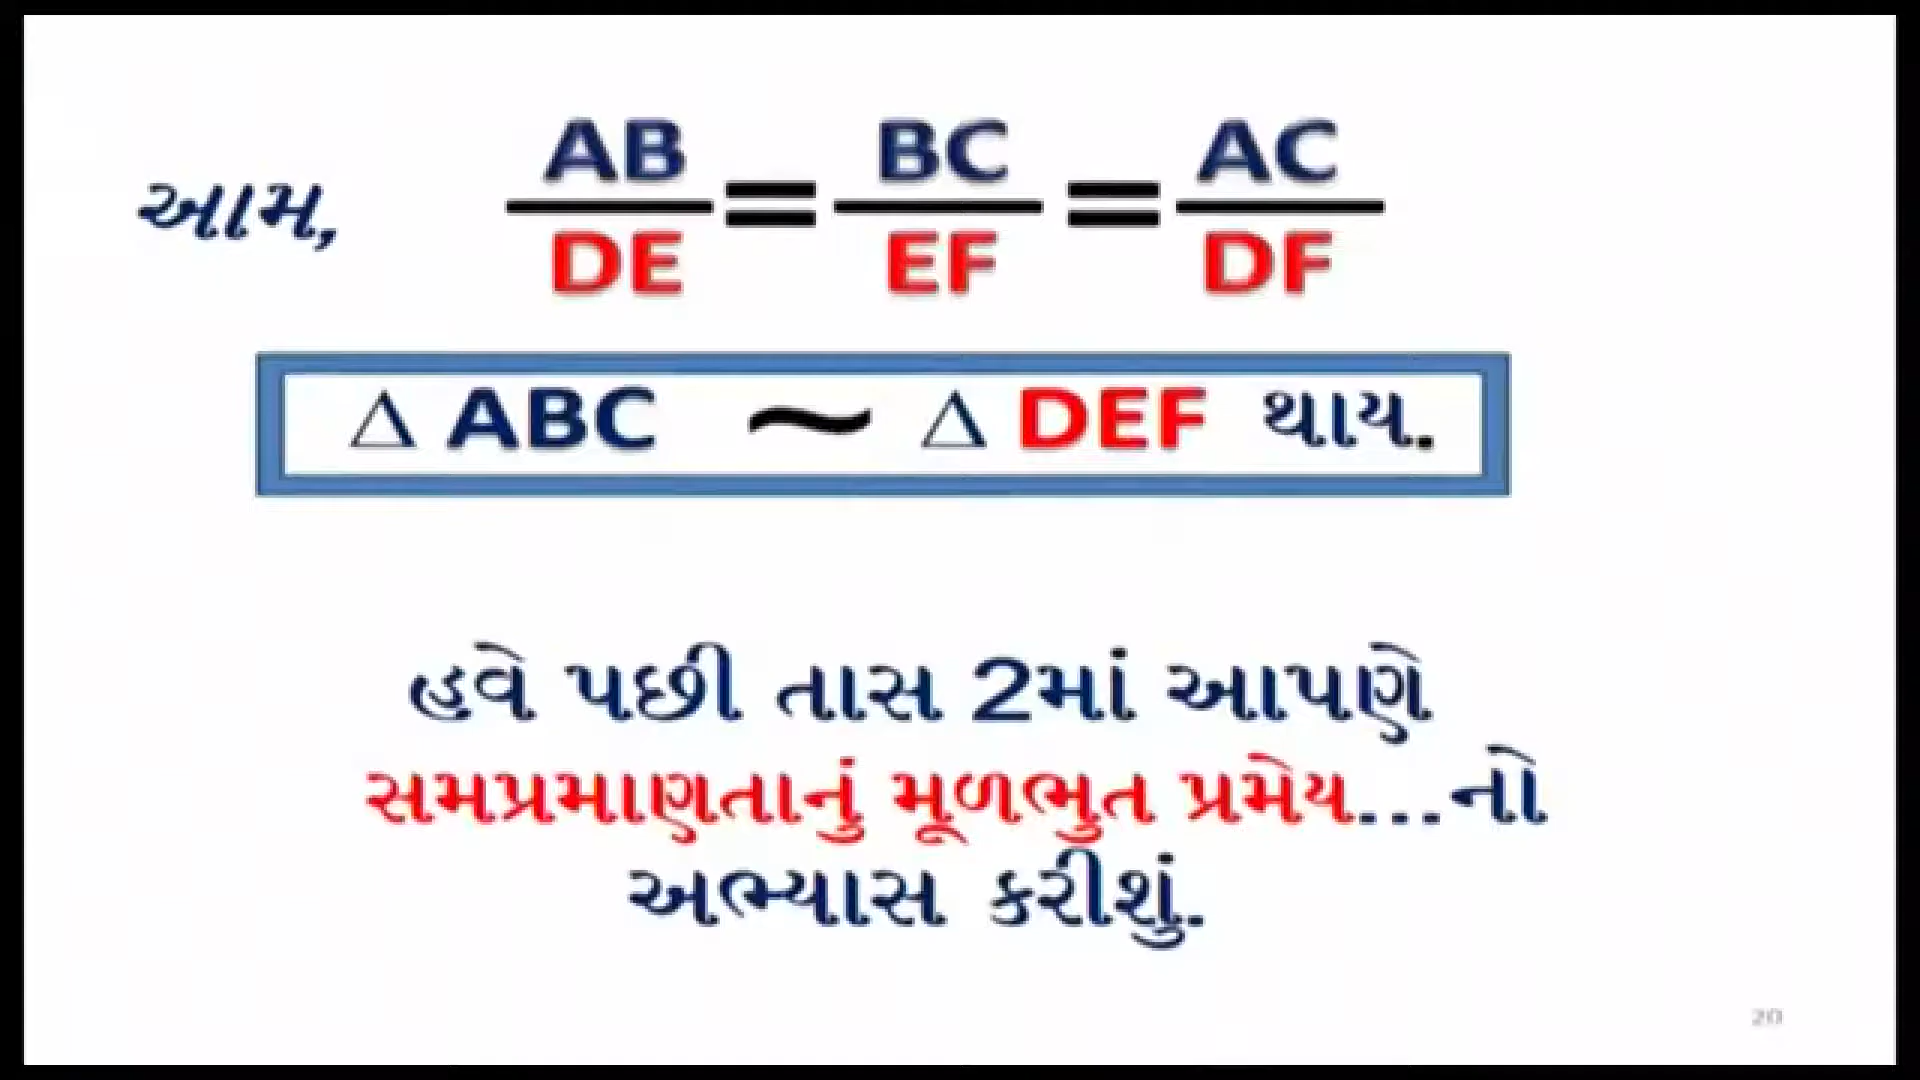 આમ, AB/DE = BC/EF = AC/DF
Δ ABC ~ Δ DEF થાય.
હવે પછી તાસ 2માં આપણે
સમપ્રમાણતાનું મૂળભુત પ્રમેય...નો
અભ્યાસ કરીશું.
20